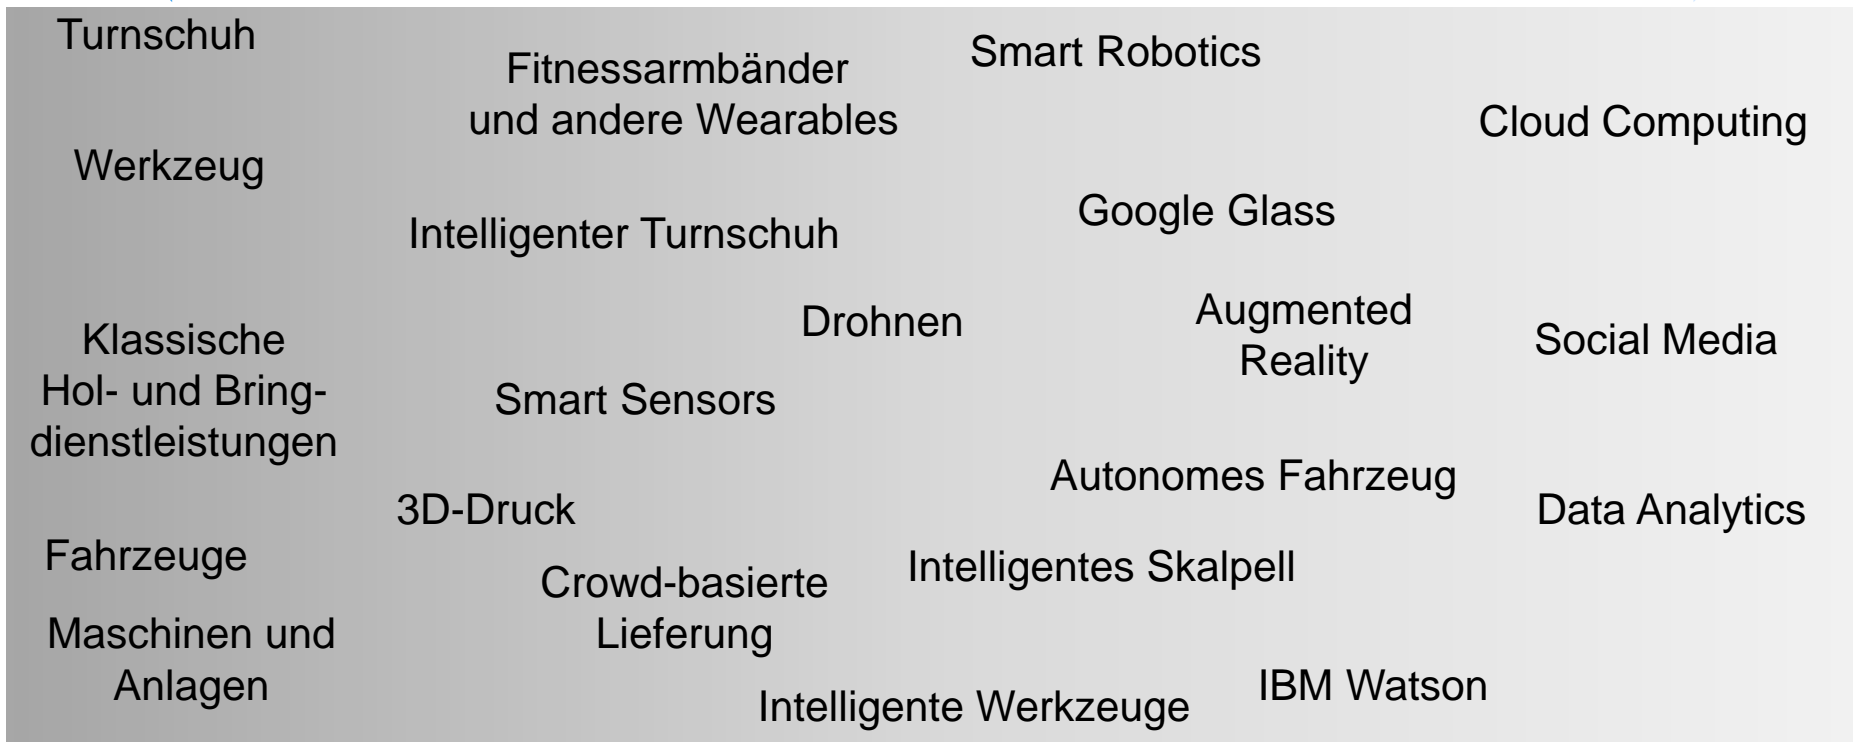 Turnschuh
Smart Robotics
Fitnessarmbänder
und andere Wearables
Cloud Computing
Werkzeug
Google Glass
Intelligenter Turnschuh
Drohnen
Augmented
Reality
Social Media
Klassische
Hol- und Bring-
dienstleistungen
Smart Sensors
Autonomes Fahrzeug
3D-Druck
Data Analytics
Fahrzeuge
Intelligentes Skalpell
Crowd-basierte
Lieferung
Maschinen und
Anlagen
IBM Watson
Intelligente Werkzeuge